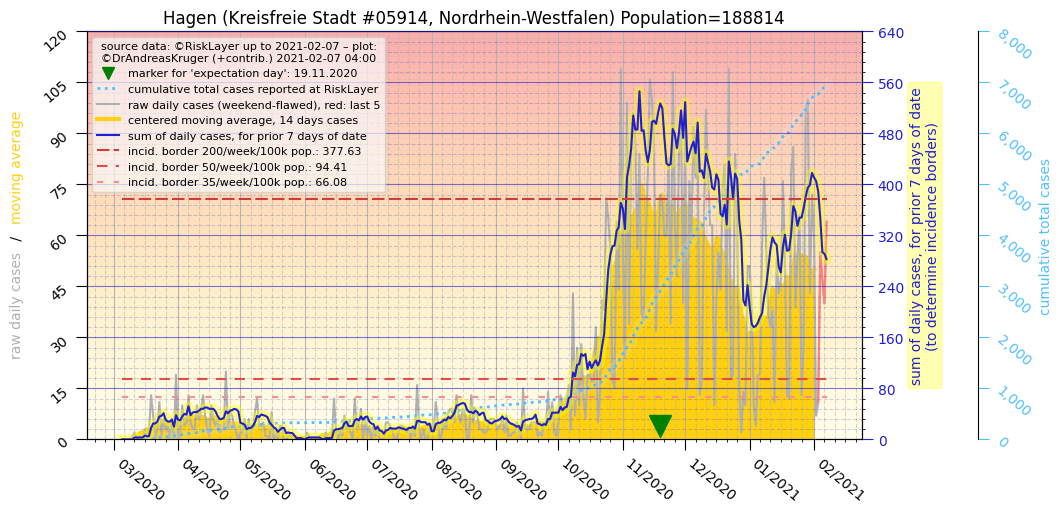 Hagen (Kreisfreie Stadt #05914, Nordrhein-Westfalen) Population=188814
source data: ©RiskLayer up to 2021-02-07 – plot:
©DrAndreasKruger (+contrib.) 2021-02-07 04:00
marker for 'expectation day': 19.11.2020
cumulative total cases reported at RiskLayer
raw daily cases (weekend-flawed), red: last 5
centered moving average, 14 days cases
sum of daily cases, for prior 7 days of date
incid. border 200/week/100k pop.: 377.63
incid. border 50/week/100k pop.: 94.41
incid. border 35/week/100k pop.: 66.08
raw daily cases / moving average
120
105
90
75
60
45
30
15
0
03/2020
04/2020
05/2020
06/2020
07/2020
08/2020
09/2020
10/2020
11/2020
12/2020
01/2021
02/2021
640
560
480
400
320
240
160
80
0
sum of daily cases, for prior 7 days of date
(to determine incidence borders)
8,000
7,000
6,000
5,000
4,000
3,000
2,000
1,000
0
cumulative total cases